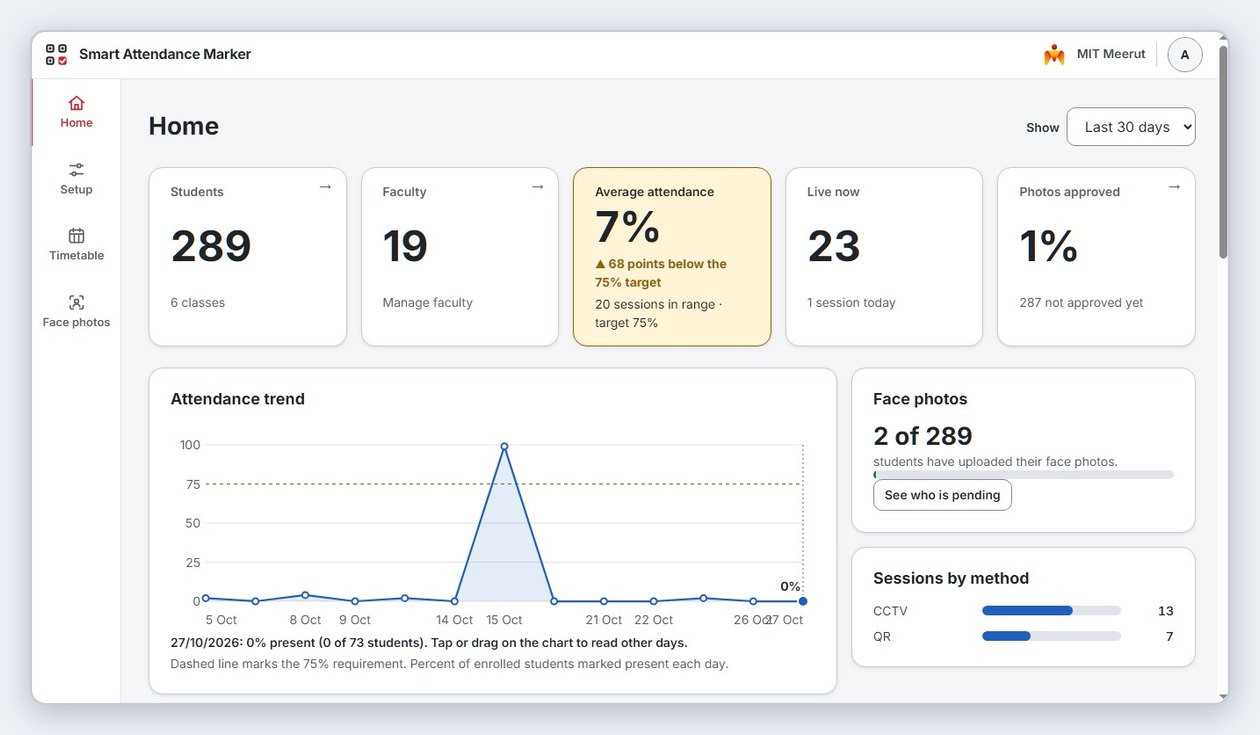 Smart Attendance Marker
MIT Meerut
A
Home
Setup
Timetable
Face photos
Home
Show
Last 30 days
Students →
289
6 classes
Faculty →
19
Manage faculty
Average attendance
7%
▲ 68 points below the
75% target
20 sessions in range ·
target 75%
Live now
23
1 session today
Photos approved →
1%
287 not approved yet
Attendance trend
100
75
50
25
0
0%
5 Oct 8 Oct 9 Oct 14 Oct 15 Oct 21 Oct 22 Oct 26 Oct 27 Oct
27/10/2026: 0% present (0 of 73 students). Tap or drag on the chart to read other days.
Dashed line marks the 75% requirement. Percent of enrolled students marked present each day.
Face photos
2 of 289
students have uploaded their face photos.
See who is pending
Sessions by method
CCTV 13
QR 7